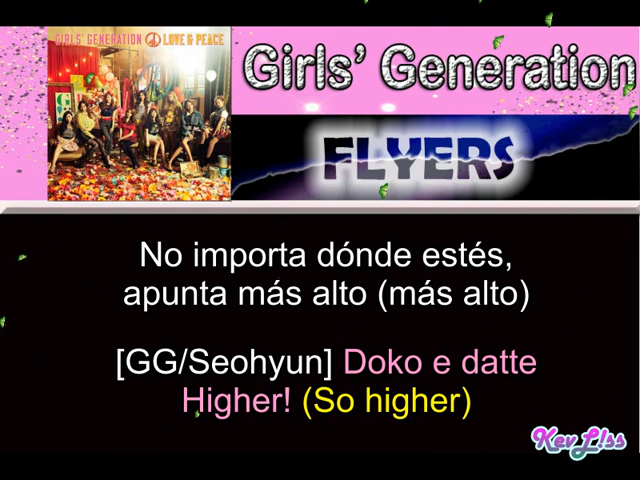 GIRLS' GENERATION LOVE & PEACE
Girls' Generation
FLYERS
No importa dónde estés,
apunta más alto (más alto)
[GG/Seohyun] Doko e datte
Higher! (So higher)
KevL!ss